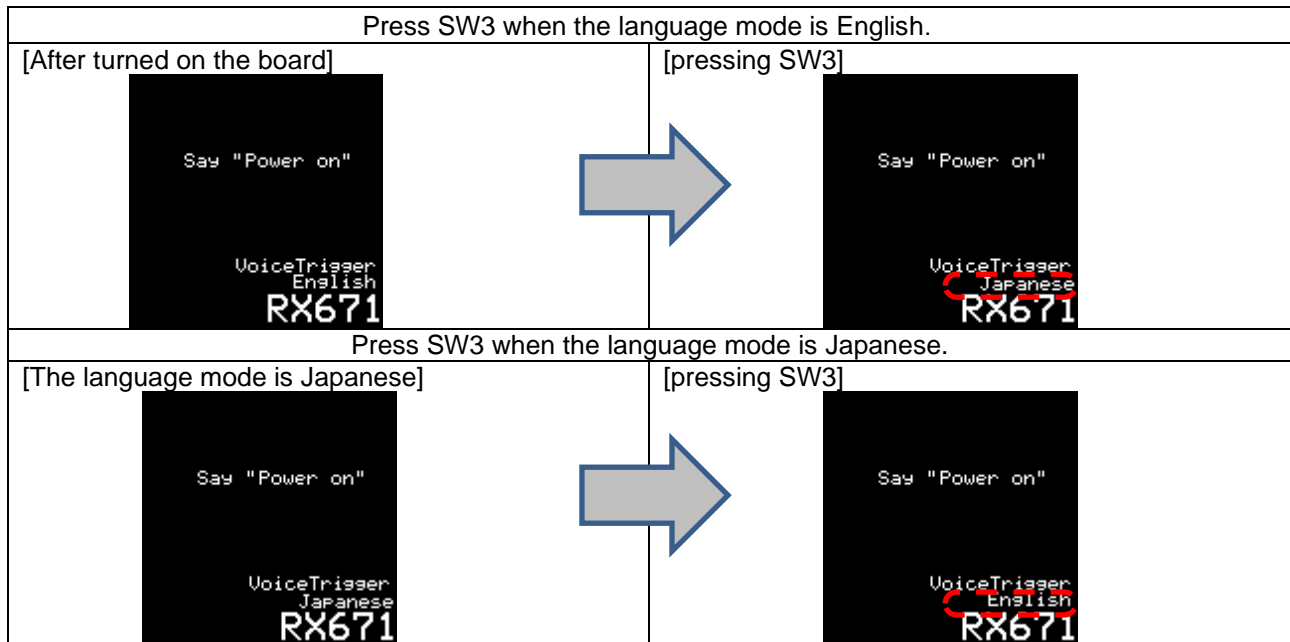 Press SW3 when the language mode is English.
[After turned on the board]
[pressing SW3]
Say "Power on"
VoiceTrigger
English
RX671
Say "Power on"
VoiceTrigger
Japanese
RX671
Press SW3 when the language mode is Japanese.
[The language mode is Japanese]
[pressing SW3]
Say "Power on"
VoiceTrigger
Japanese
RX671
Say "Power on"
VoiceTrigger
English
RX671